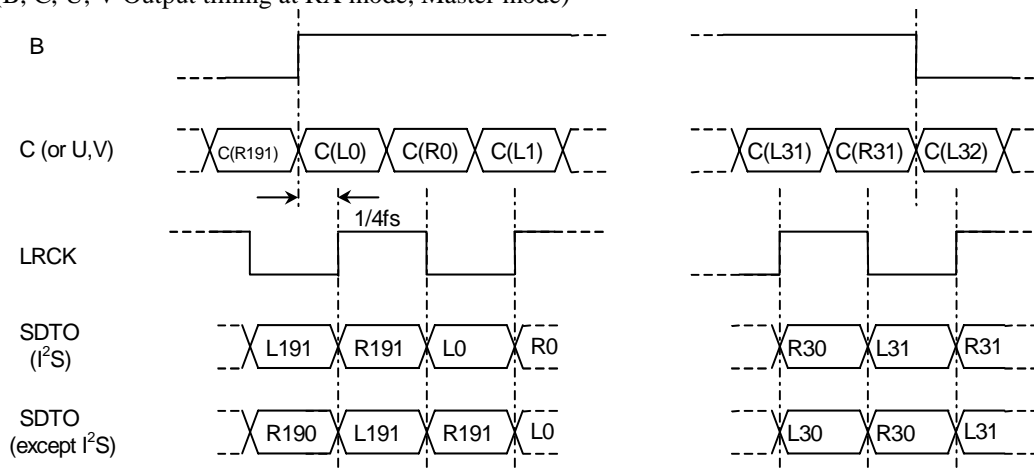 (B, C, U, V Output timing at RX mode, Master mode)
B
C (or U,V) C(R191) C(L0) C(R0) C(L1) C(L31) C(R31) C(L32)
1/4fs
LRCK
SDTO
(I²S) L191 R191 L0 R0 R30 L31 R31
SDTO
(except I²S) R190 L191 R191 L0 L30 R30 L31